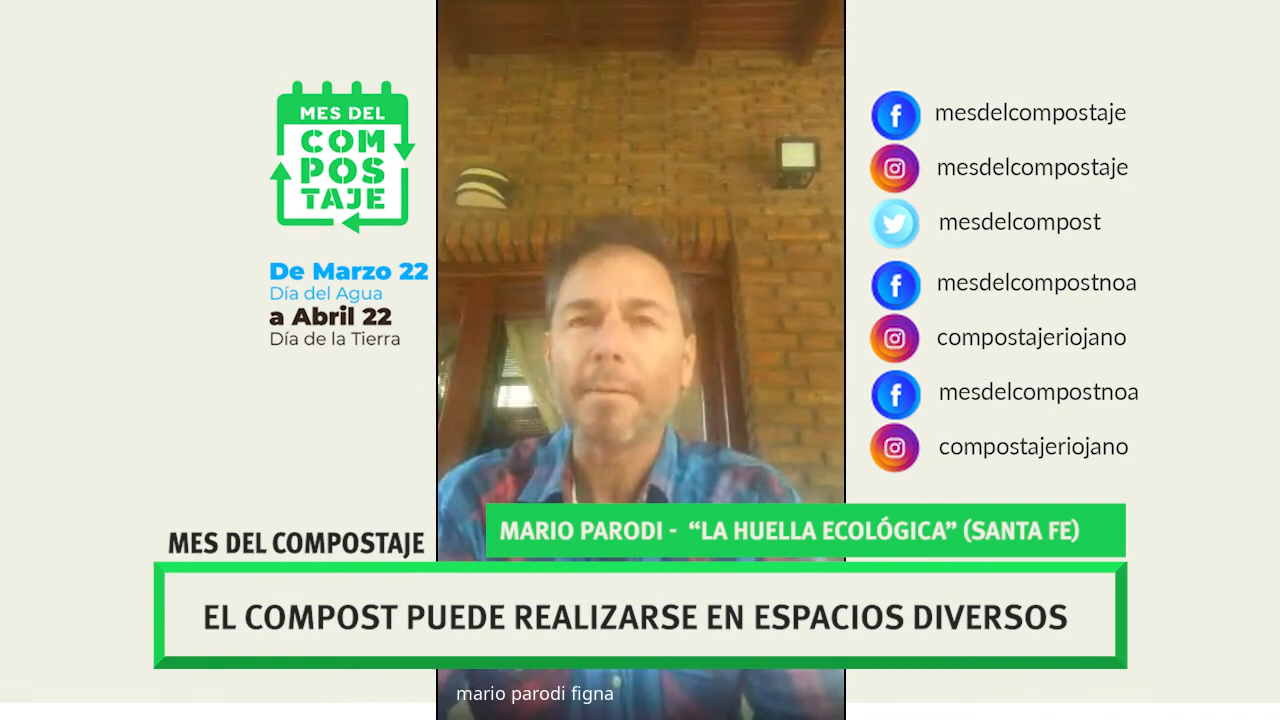 MES DEL
COM
POS
TAJE
De Marzo 22
Día del Agua
a Abril 22
Día de la Tierra
mesdelcompostaje
mesdelcompostaje
mesdelcompost
mesdelcompostnoa
compostajeriojano
mesdelcompostnoa
compostajeriojano
MARIO PARODI - “LA HUELLA ECOLÓGICA” (SANTA FE)
MES DEL COMPOSTAJE
EL COMPOST PUEDE REALIZARSE EN ESPACIOS DIVERSOS
mario parodi figna